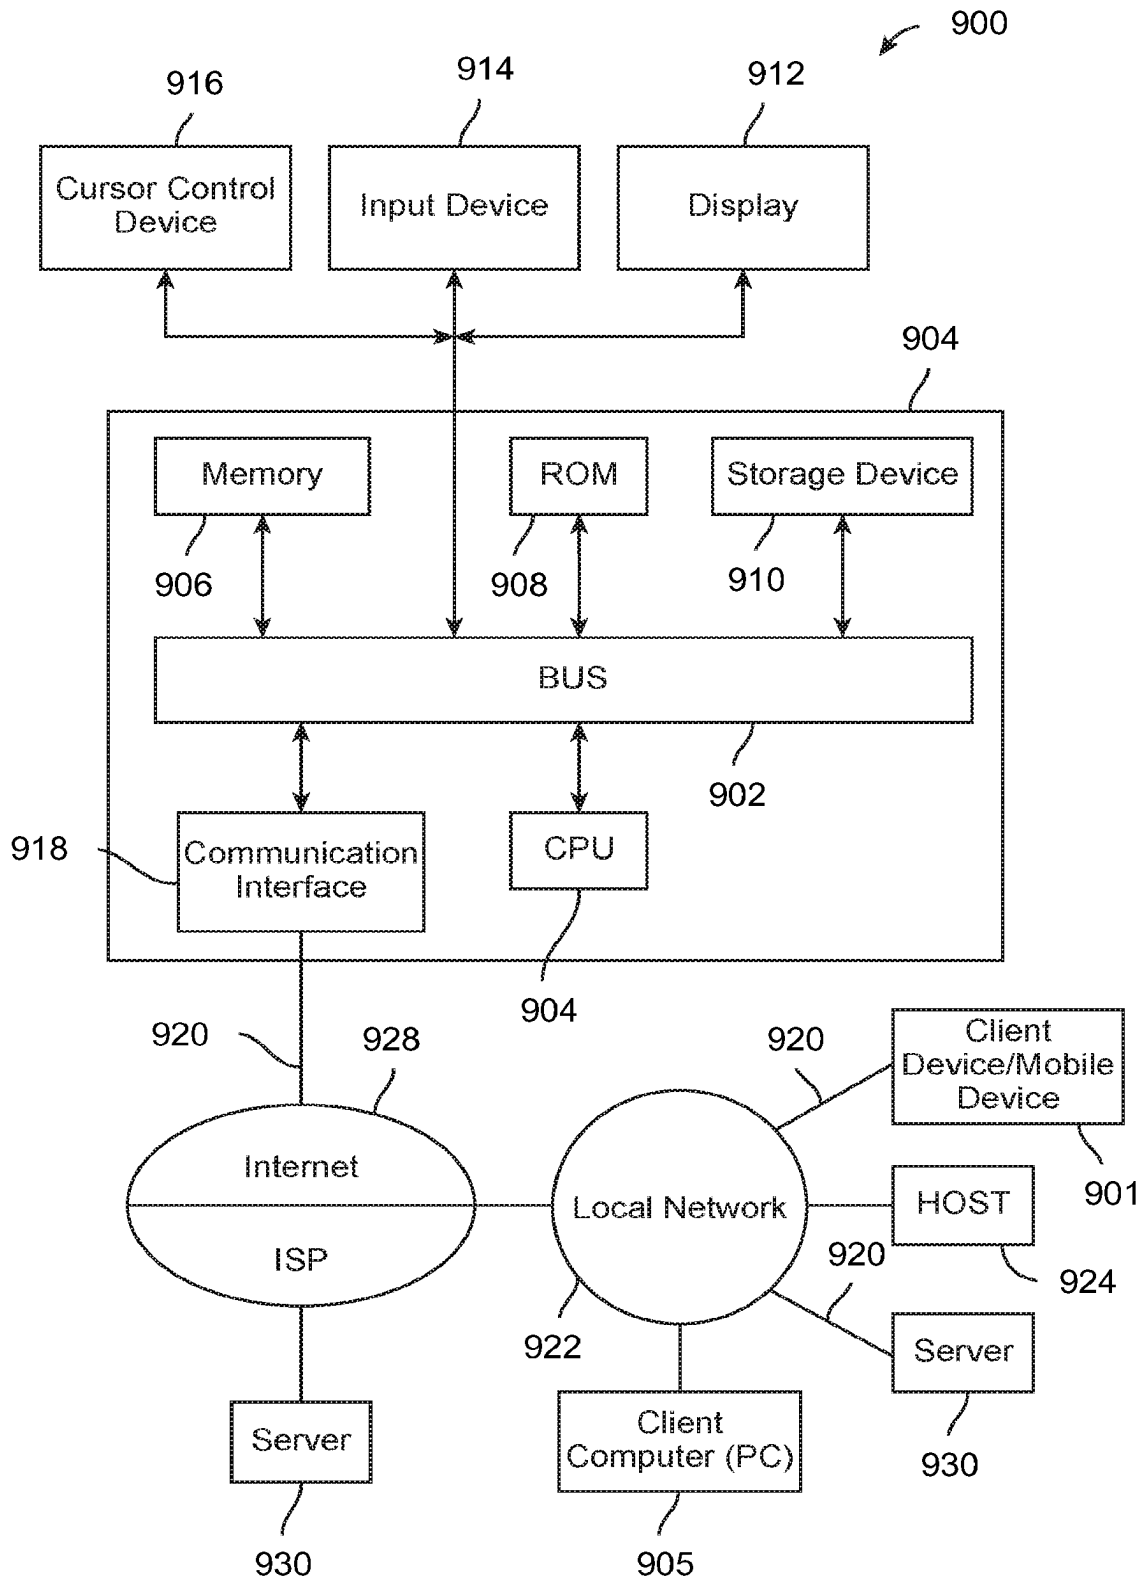 900
916
914
912
Cursor Control
Device
Input Device
Display
904
Memory
ROM
Storage Device
906
908
910
BUS
902
918
Communication
Interface
CPU
904
920
928
920
Client
Device/Mobile
Device
901
Internet
ISP
Local Network
HOST
924
920
922
Server
930
Server
930
Client
Computer (PC)
905